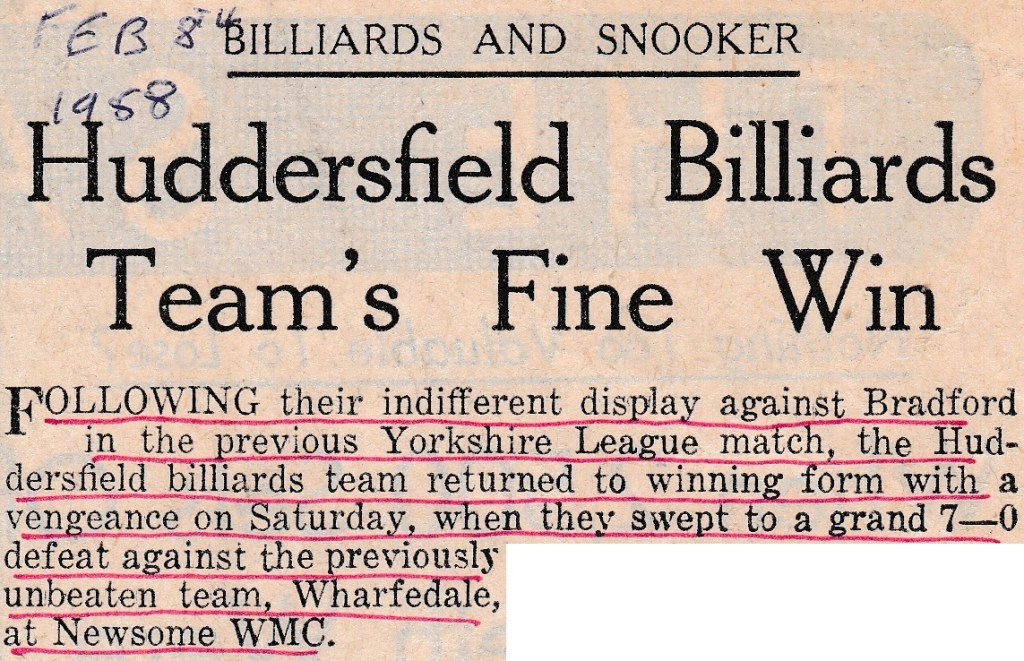 FEB 8TH
BILLIARDS AND SNOOKER
1958
Huddersfield Billiards
Team's Fine Win
FOLLOWING their indifferent display against Bradford
in the previous Yorkshire League match, the Hud-
dersfield billiards team returned to winning form with a
vengeance on Saturday, when they swept to a grand 7—0
defeat against the previously
unbeaten team, Wharfedale,
at Newsome WMC.